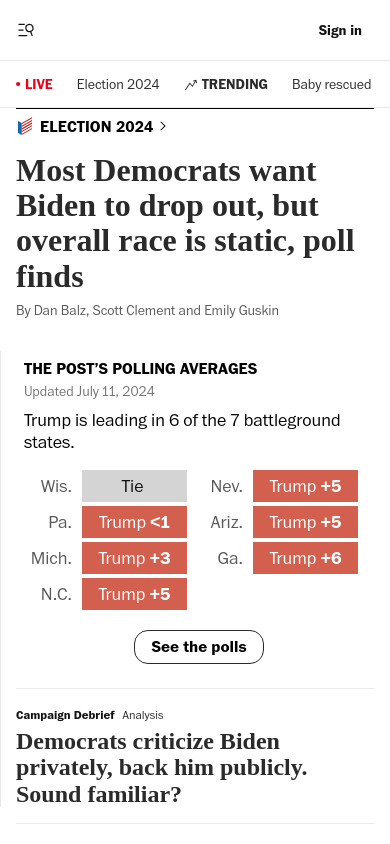 Sign in
LIVE
Election 2024
TRENDING
Baby rescued
ELECTION 2024
Most Democrats want
Biden to drop out, but
overall race is static, poll
finds
By Dan Balz, Scott Clement and Emily Guskin
THE POST’S POLLING AVERAGES
Updated July 11, 2024
Trump is leading in 6 of the 7 battleground
states.
Wis. Tie
Pa. Trump <1
Mich. Trump +3
N.C. Trump +5
Nev. Trump +5
Ariz. Trump +5
Ga. Trump +6
See the polls
Campaign Debrief Analysis
Democrats criticize Biden
privately, back him publicly.
Sound familiar?